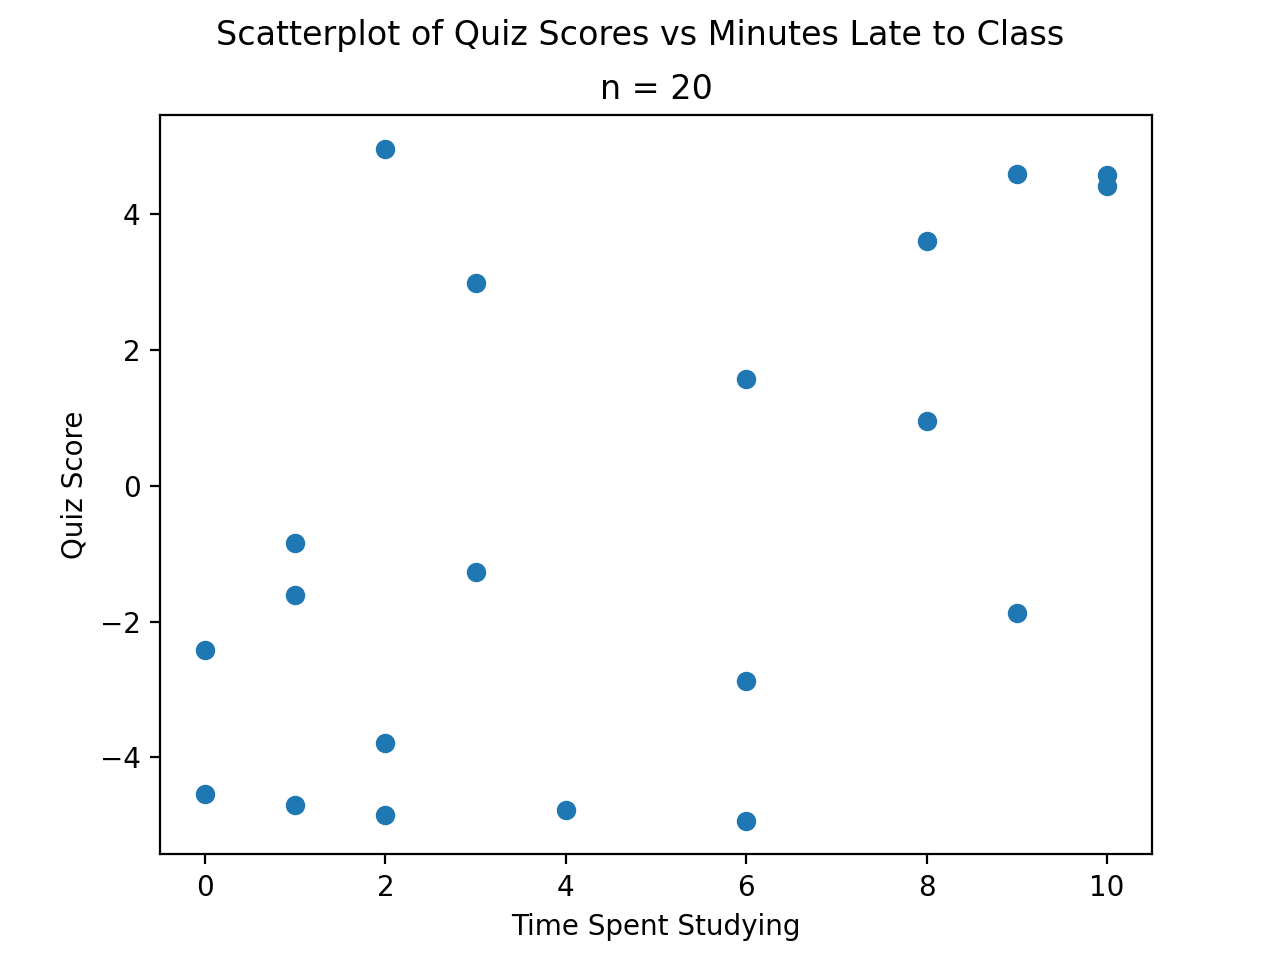 Scatterplot of Quiz Scores vs Minutes Late to Class
n = 20
4
2
0
−2
−4
Quiz Score
0 2 4 6 8 10
Time Spent Studying